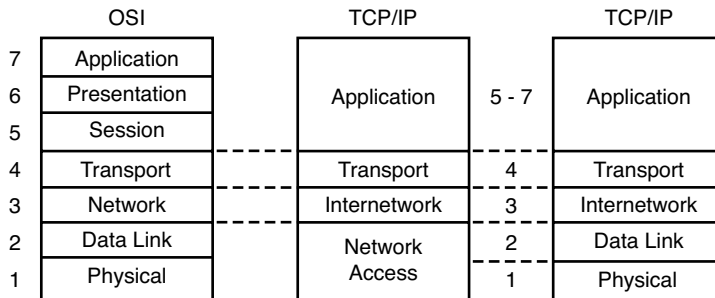 OSI TCP/IP TCP/IP
7 Application
6 Presentation Application 5 - 7 Application
5 Session
4 Transport Transport 4 Transport
3 Network Internetwork 3 Internetwork
2 Data Link Network 2 Data Link
1 Physical Access 1 Physical